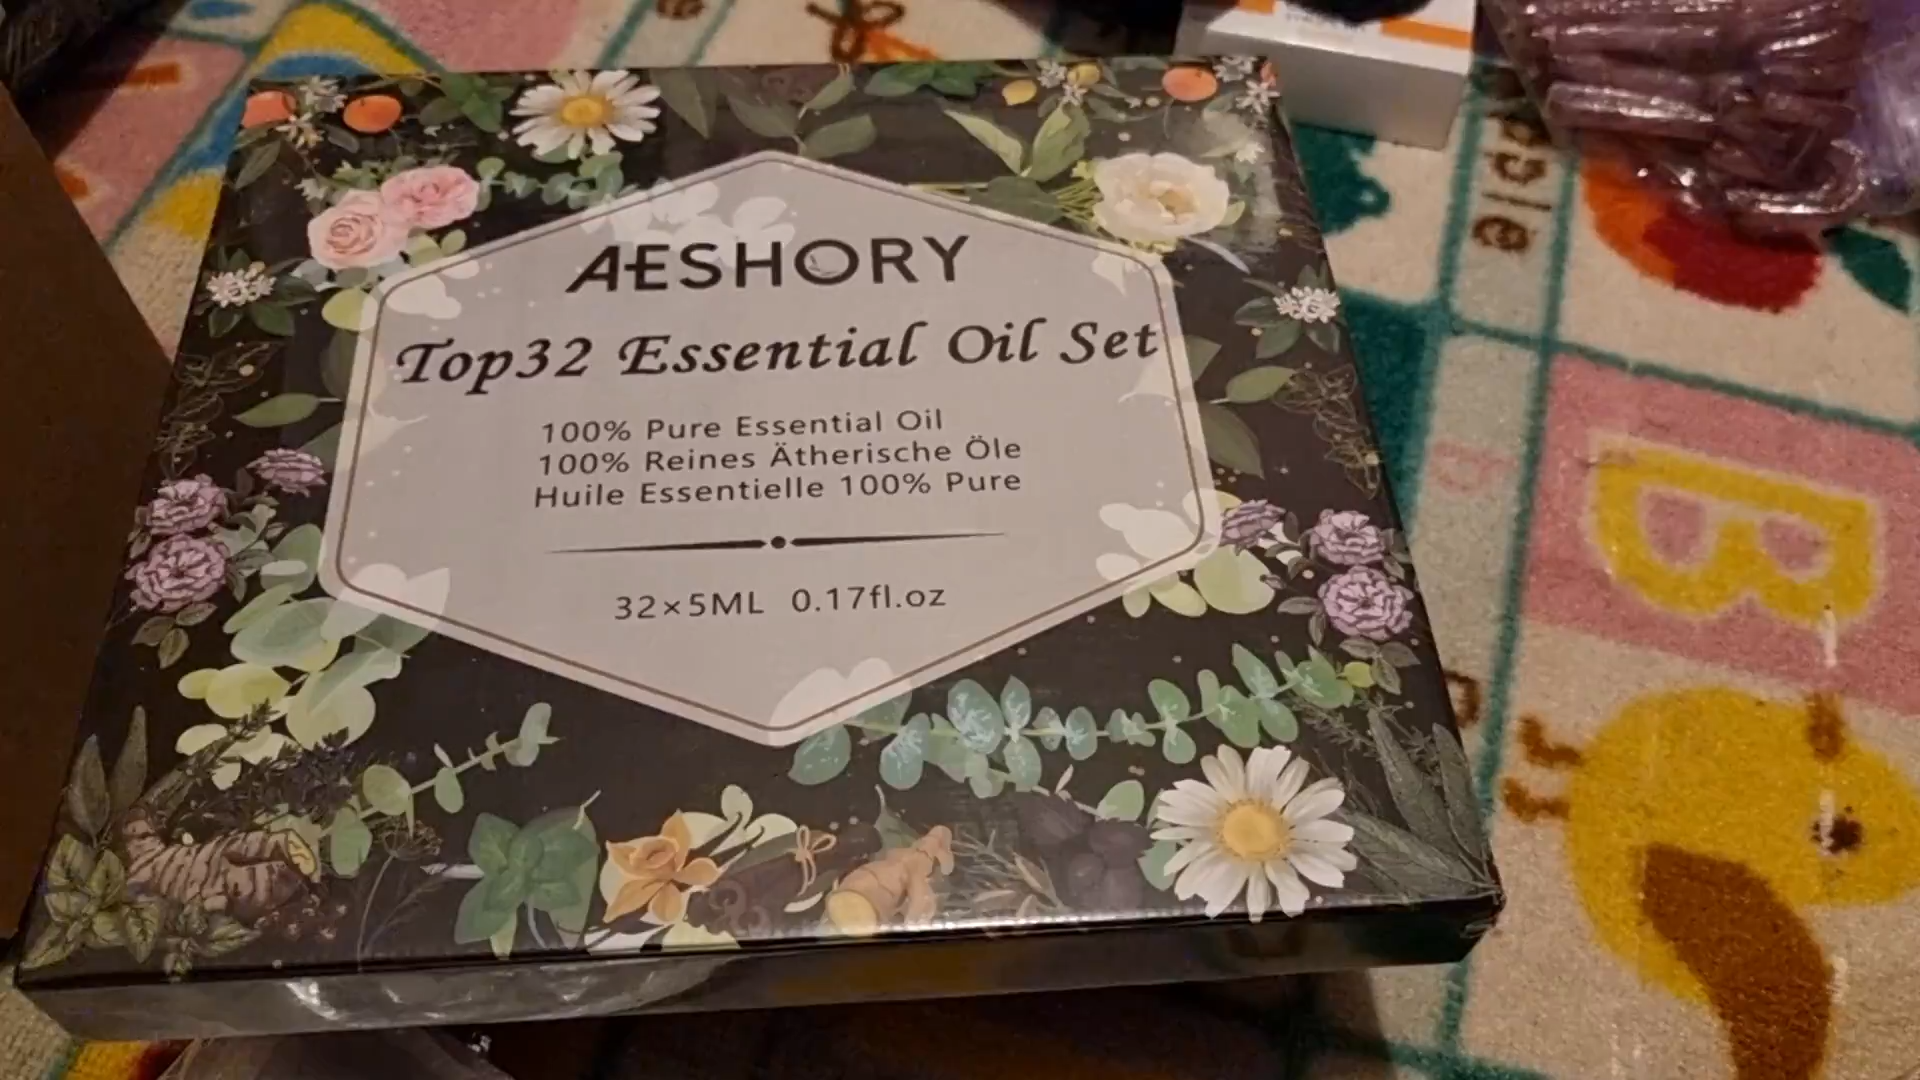 AESHORY
Top32 Essential Oil Set
100% Pure Essential Oil
100% Reines Ätherische Öle
Huile Essentielle 100% Pure
32×5ML 0.17fl.oz
B